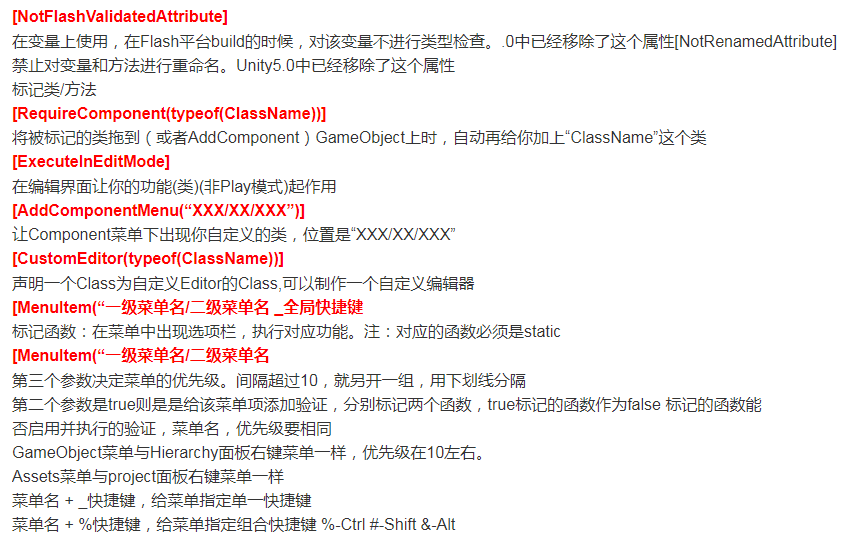 [NotFlashValidatedAttribute]
在变量上使用，在Flash平台build的时候，对该变量不进行类型检查。.0中已经移除了这个属性[NotRenamedAttribute]
禁止对变量和方法进行重命名。Unity5.0中已经移除了这个属性
标记类/方法
[RequireComponent(typeof(ClassName))]
将被标记的类拖到（或者AddComponent）GameObject上时，自动再给你加上“ClassName”这个类
[ExecuteInEditMode]
在编辑界面让你的功能(类)(非Play模式)起作用
[AddComponentMenu(“XXX/XX/XXX”)]
让Component菜单下出现你自定义的类，位置是“XXX/XX/XXX”
[CustomEditor(typeof(ClassName))]
声明一个Class为自定义Editor的Class,可以制作一个自定义编辑器
[MenuItem(“一级菜单名/二级菜单名 _全局快捷键
标记函数：在菜单中出现选项栏，执行对应功能。注：对应的函数必须是static
[MenuItem(“一级菜单名/二级菜单名
第三个参数决定菜单的优先级。间隔超过10，就另开一组，用下划线分隔
第二个参数是true则是是给该菜单项添加验证，分别标记两个函数，true标记的函数作为false 标记的函数能
否启用并执行的验证，菜单名，优先级要相同
GameObject菜单与Hierarchy面板右键菜单一样，优先级在10左右。
Assets菜单与project面板右键菜单一样
菜单名 + _快捷键，给菜单指定单一快捷键
菜单名 + %快捷键，给菜单指定组合快捷键 %-Ctrl #-Shift &-Alt